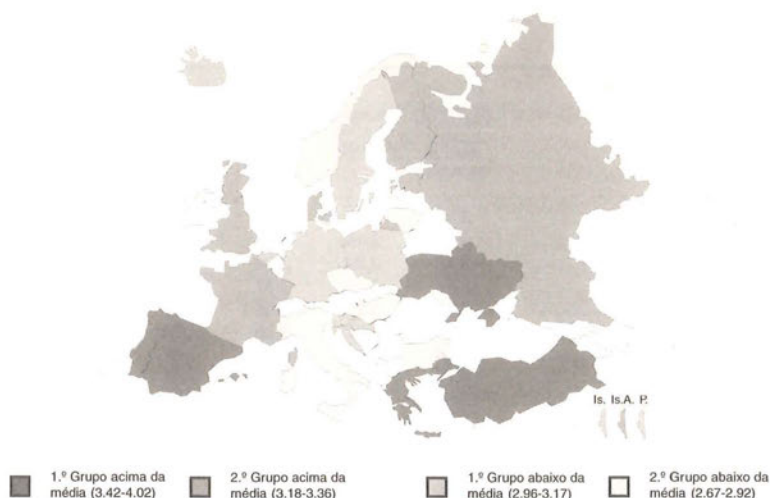 Is. Is.A. P.
1.º Grupo acima da
média (3.42-4.02)
2.º Grupo acima da
média (3.18-3.36)
1.º Grupo abaixo da
média (2.96-3.17)
2.º Grupo abaixo da
média (2.67-2.92)